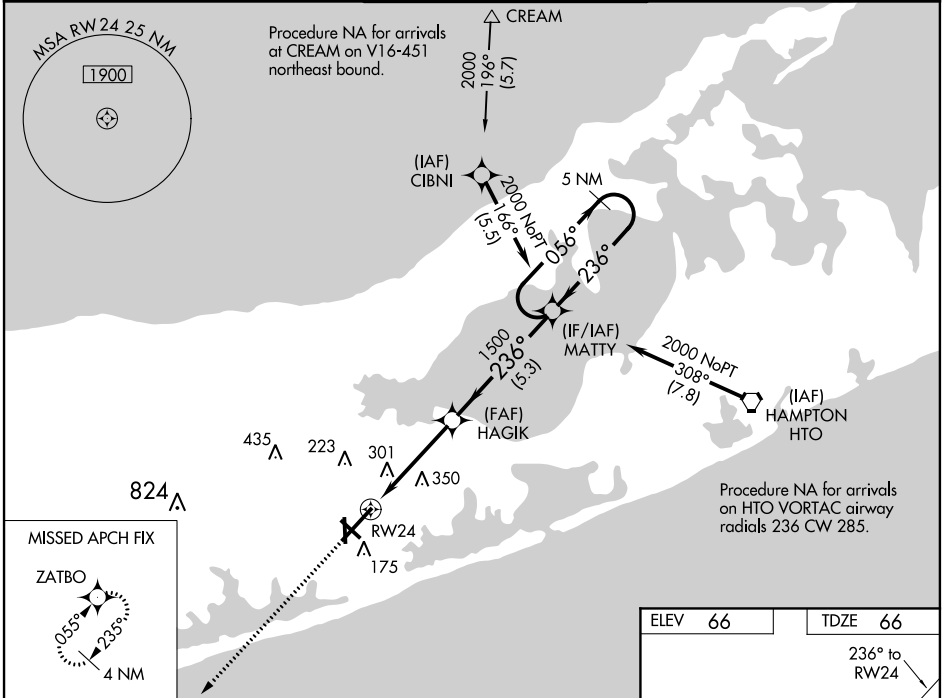 MSA RW24 25 NM
1900
Procedure NA for arrivals
at CREAM on V16-451
northeast bound.
CREAM
2000
196°
(5.7)
(IAF)
CIBNI
2000 NoPT
166°
(5.5)
5 NM
056°
236°
(IF/IAF)
MATTY
1500
236°
(5.3)
2000 NoPT
308°
(7.8)
(IAF)
HAMPTON
HTO
(FAF)
HAGIK
435
223
301
350
824
RW24
175
Procedure NA for arrivals
on HTO VORTAC airway
radials 236 CW 285.
MISSED APCH FIX
ZATBO
055°
235°
4 NM
ELEV 66
TDZE 66
236° to
RW24